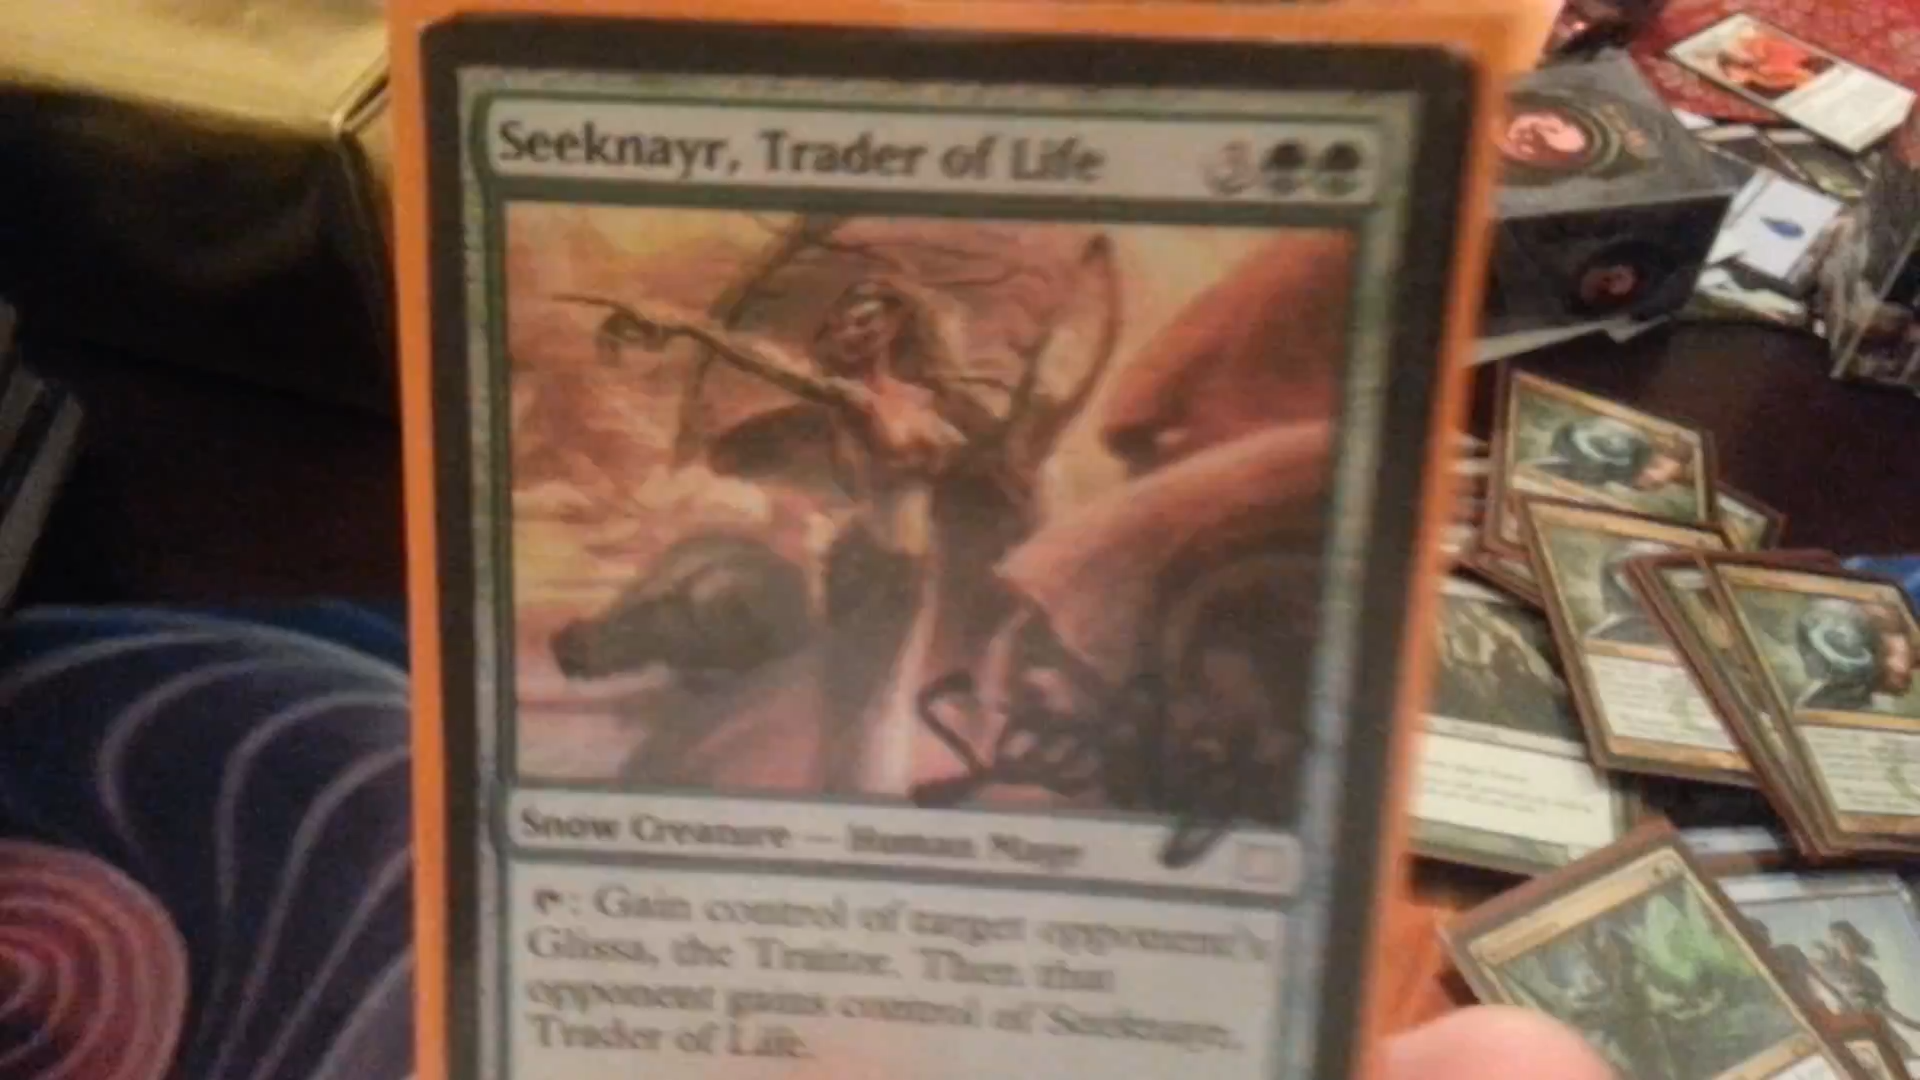 Seeknayr, Trader of Life
Snow Creature — Human Mage
: Gain control of target opponent's
Glissa, the Traitor. Then that
opponent gains control of Seeknayr,
Trader of Life.